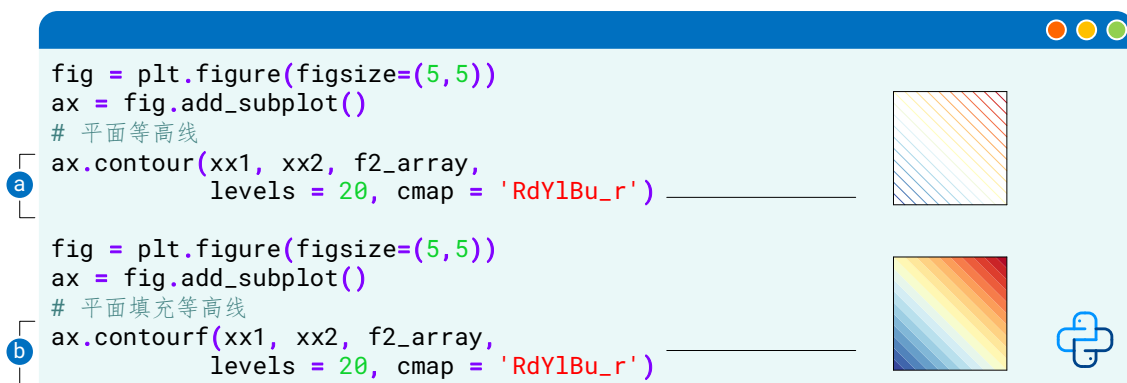 fig = plt.figure(figsize=(5,5))
ax = fig.add_subplot()
# 平面等高线
ax.contour(xx1, xx2, f2_array,
levels = 20, cmap = 'RdYlBu_r')
a
fig = plt.figure(figsize=(5,5))
ax = fig.add_subplot()
# 平面填充等高线
ax.contourf(xx1, xx2, f2_array,
b
levels = 20, cmap = 'RdYlBu_r')